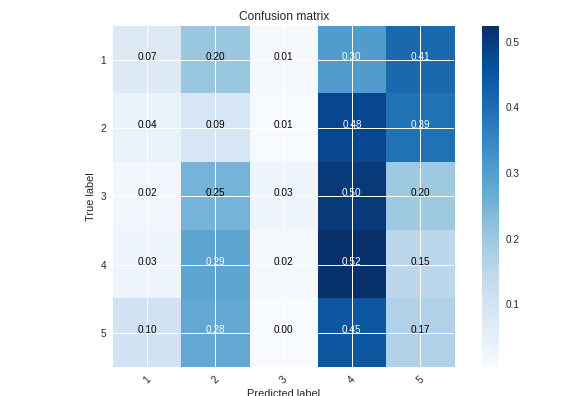 Confusion matrix
1 0.07 0.20 0.01 0.30 0.41
2 0.04 0.09 0.01 0.48 0.39
3 0.02 0.25 0.03 0.50 0.20
4 0.03 0.29 0.02 0.52 0.15
5 0.10 0.28 0.00 0.45 0.17
1 2 3 4 5
True label
Predicted label
0.5
0.4
0.3
0.2
0.1